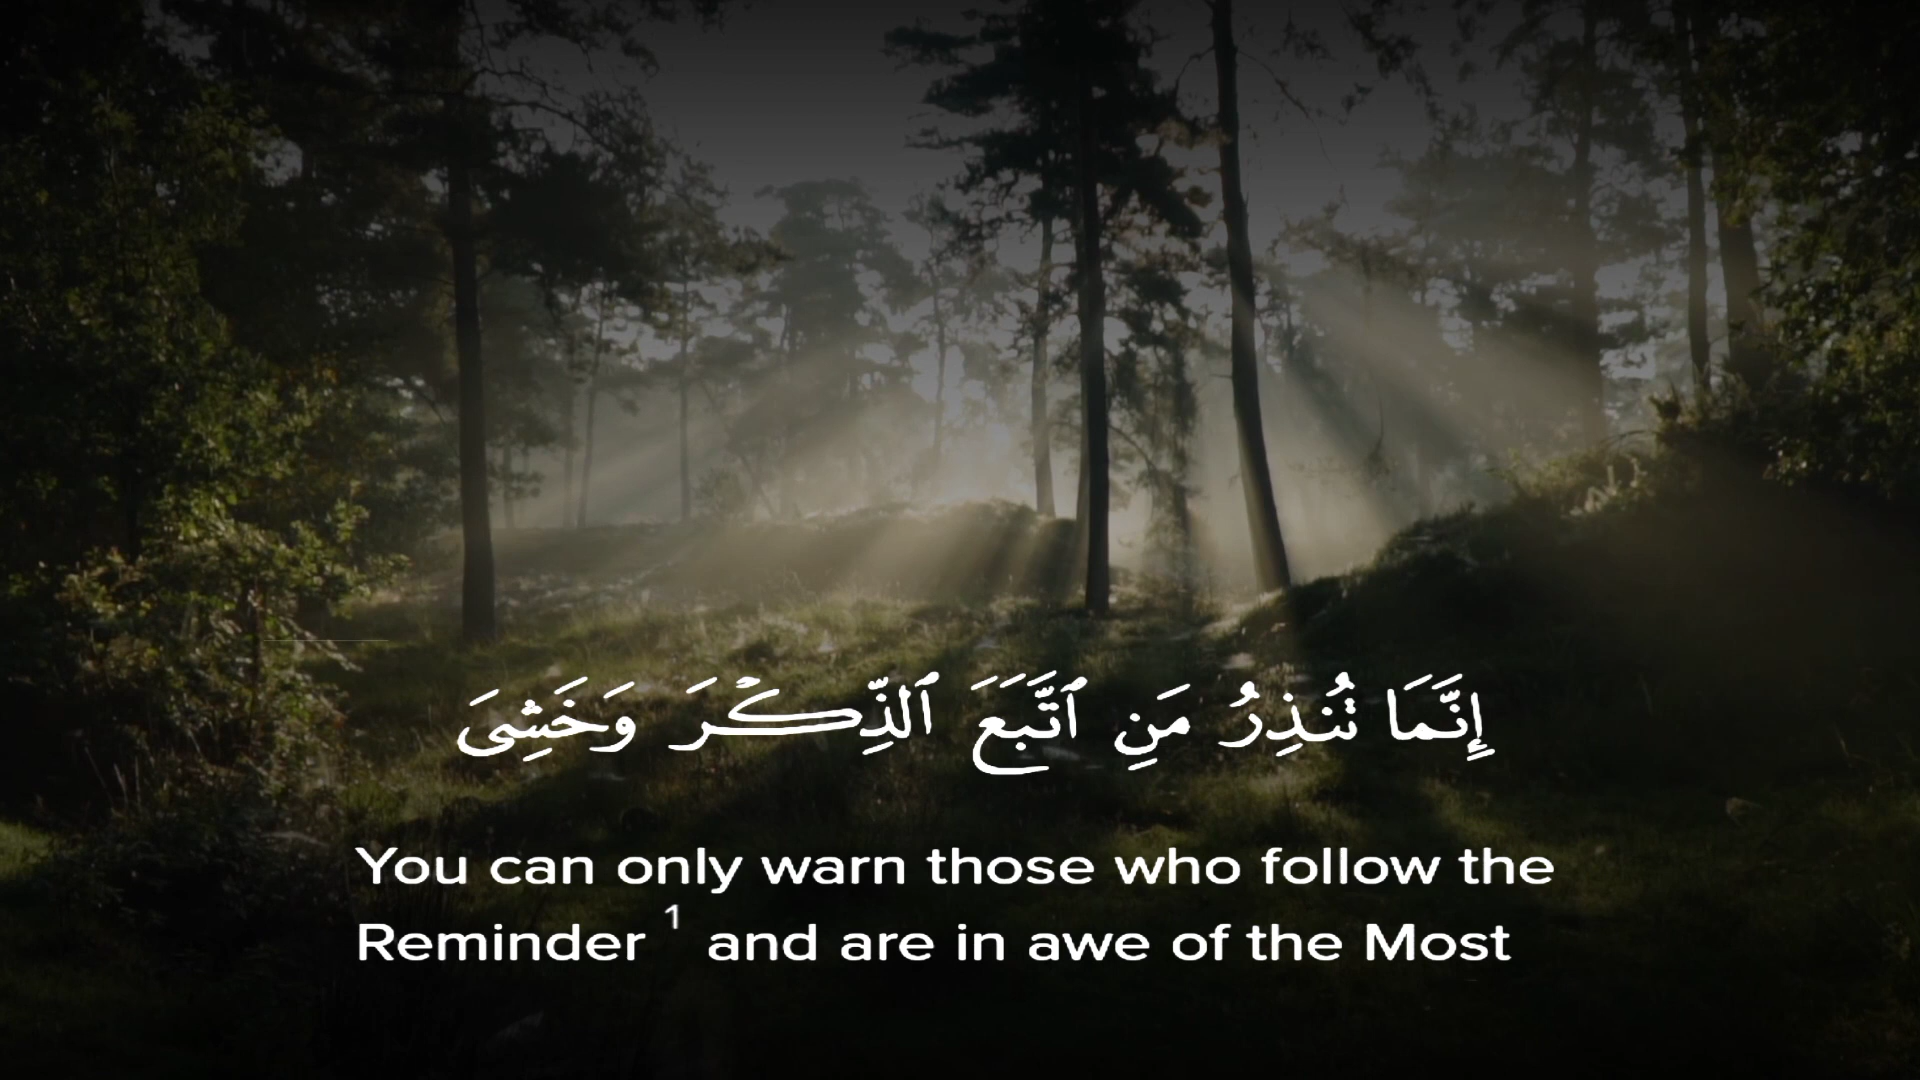 إِنَّمَا تُنذِرُ مَنِ ٱتَّبَعَ ٱلذِّكْرَ وَخَشِىَ
You can only warn those who follow the
Reminder ¹ and are in awe of the Most